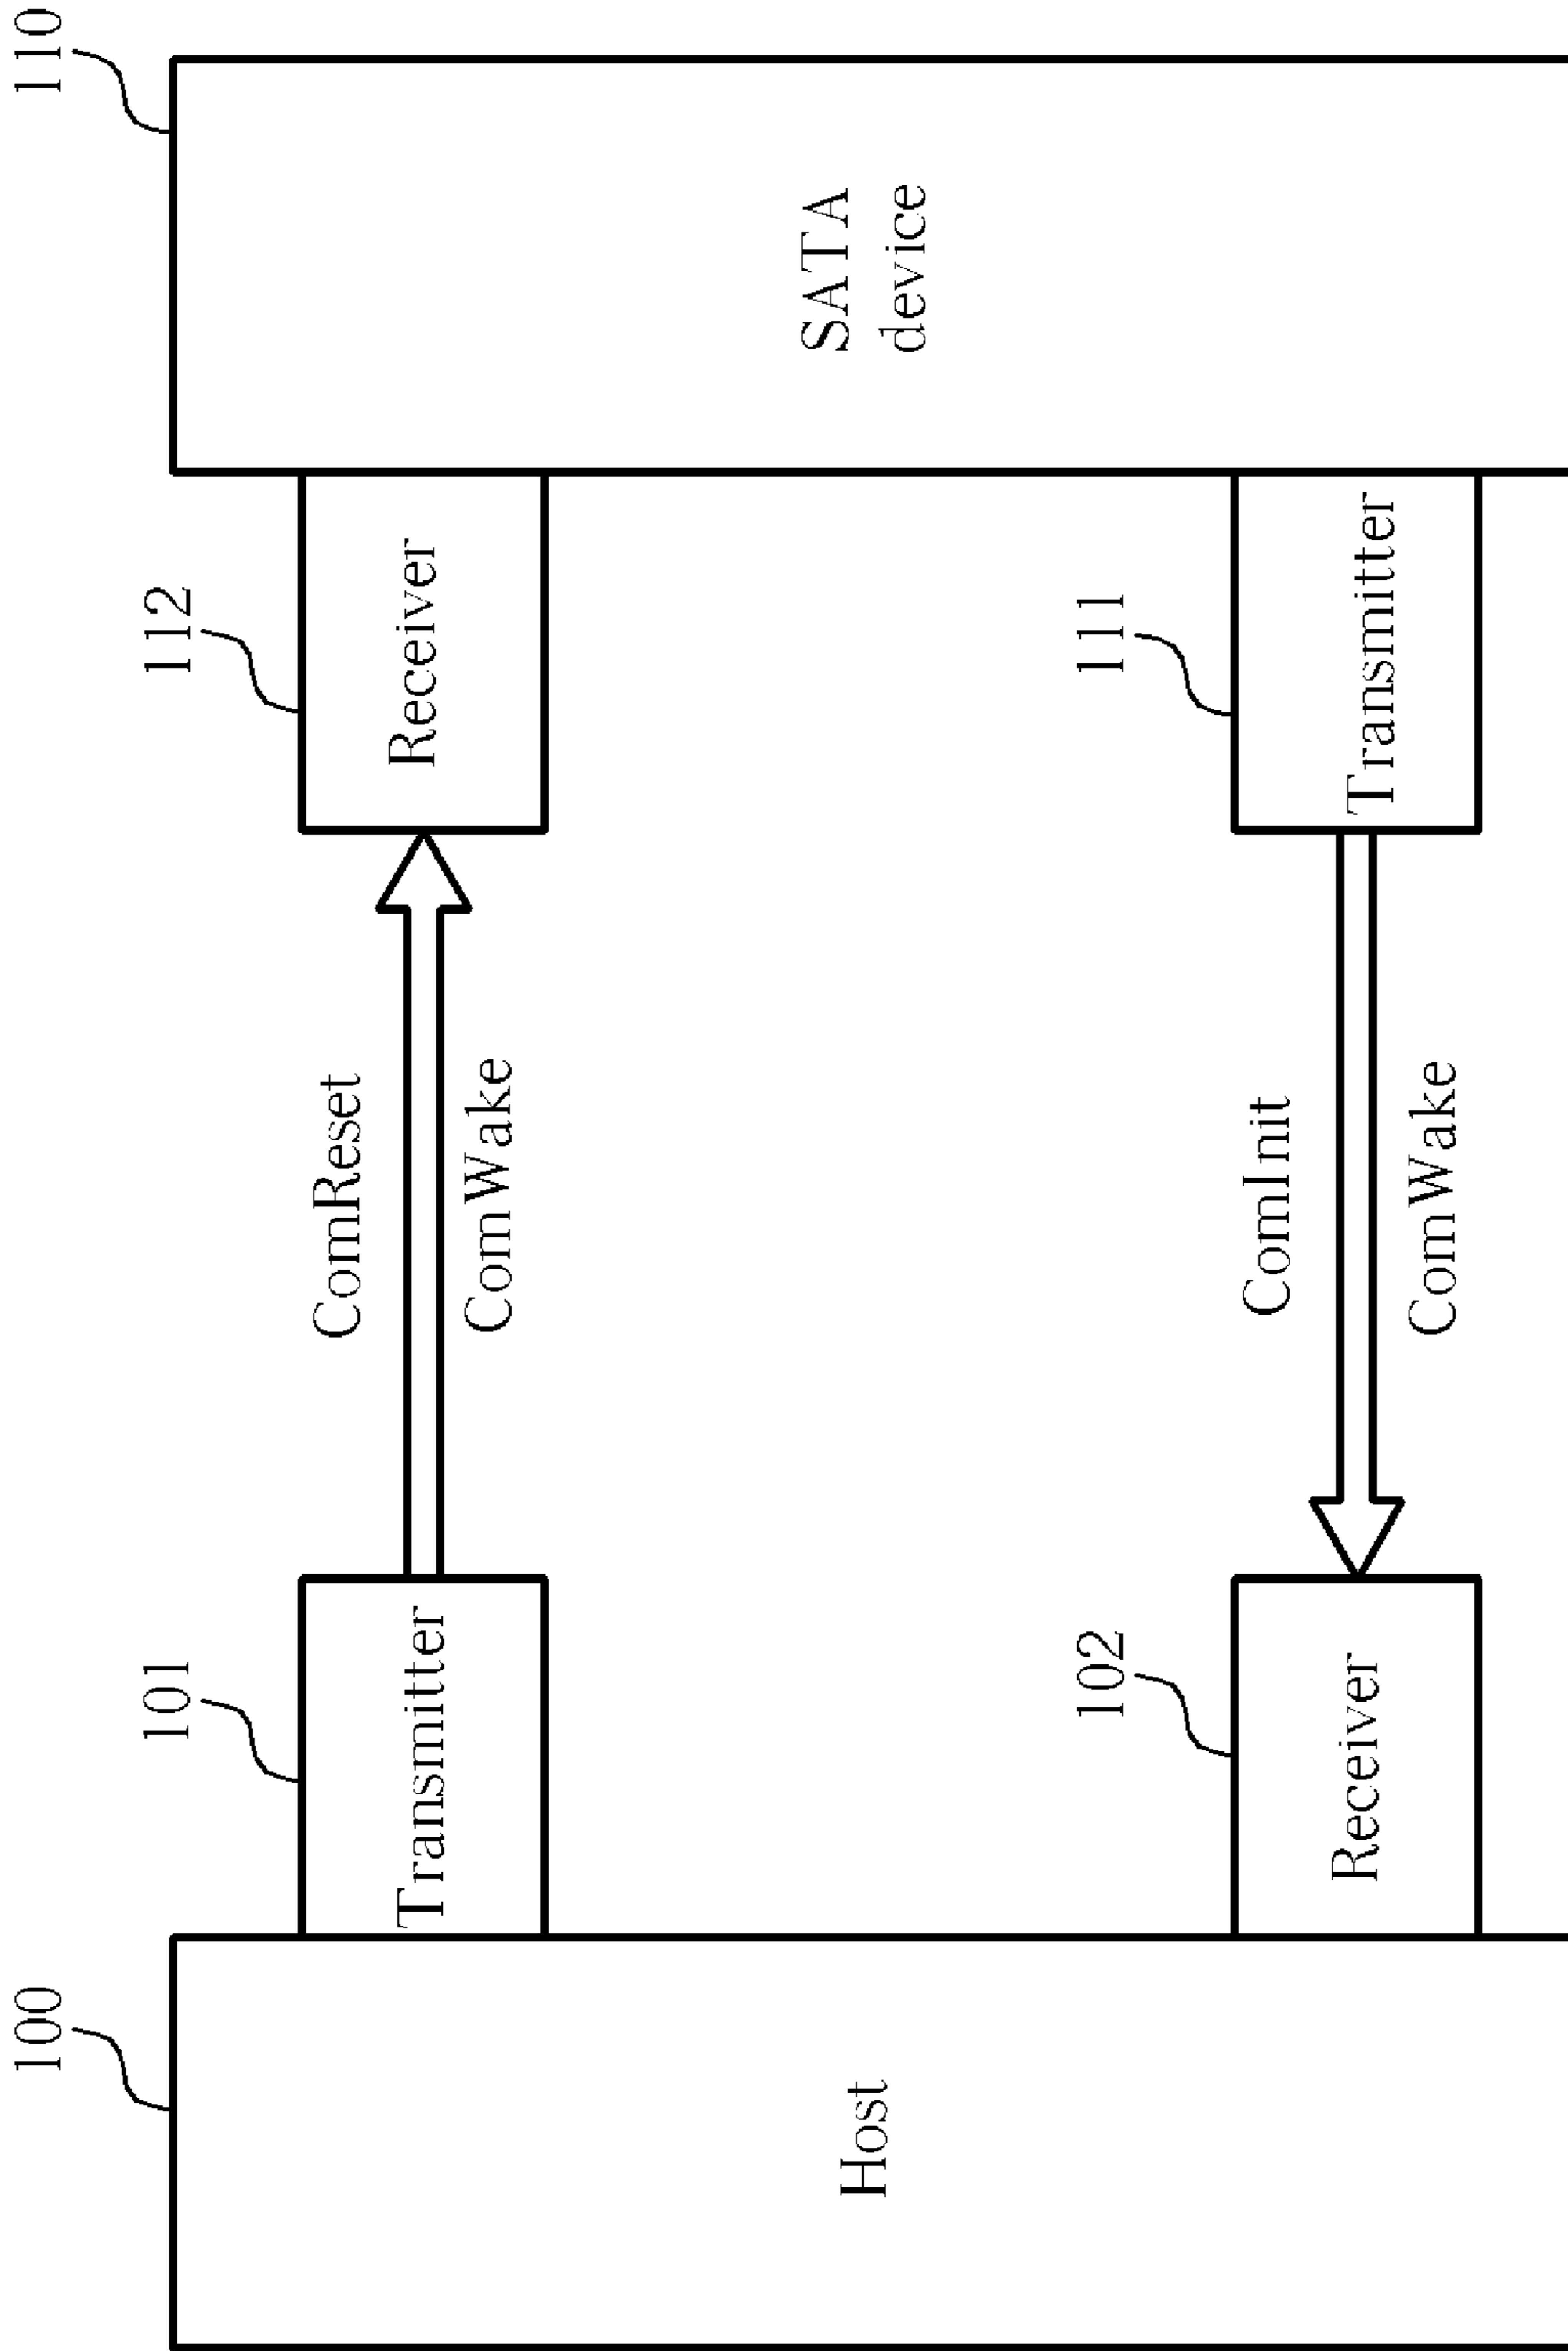 100
110
101
112
Transmitter
ComReset
ComWake
Receiver
Host
SATA
device
102
111
Receiver
ComInit
ComWake
Transmitter